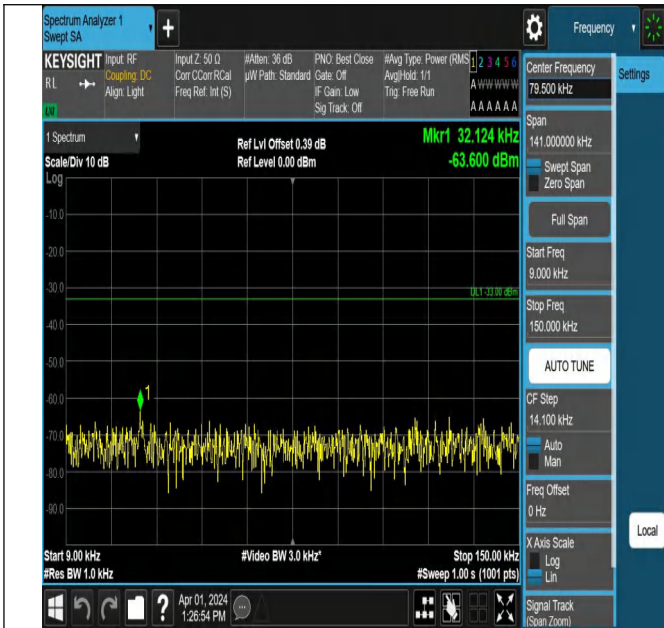 Spectrum Analyzer 1
Swept SA
+
Frequency
KEYSIGHT
RL
LXI
Input: RF
Coupling: DC
Align: Light
Input Z: 50 Ω
Corr CCorr RCal
Freq Ref: Int (S)
#Atten: 36 dB
µW Path: Standard
PNO: Best Close
Gate: Off
IF Gain: Low
Sig Track: Off
#Avg Type: Power (RMS
Avg|Hold: 1/1
Trig: Free Run
1 2 3 4 5 6
A W W W W W
A A A A A A
Center Frequency
79.500 kHz
Settings
Span
141.000000 kHz
Swept Span
Zero Span
Full Span
Start Freq
9.000 kHz
Stop Freq
150.000 kHz
AUTO TUNE
CF Step
14.100 kHz
Auto
Man
Freq Offset
0 Hz
X Axis Scale
Log
Lin
Signal Track
(Span Zoom)
Local
1 Spectrum
Scale/Div 10 dB
Ref Lvl Offset 0.39 dB
Ref Level 0.00 dBm
Mkr1 32.124 kHz
-63.600 dBm
Log
-10.0
-20.0
-30.0
-40.0
-50.0
-60.0
-70.0
-80.0
-90.0
DL1 -33.00 dBm
1
Start 9.00 kHz
#Res BW 1.0 kHz
#Video BW 3.0 kHz*
Stop 150.00 kHz
#Sweep 1.00 s (1001 pts)
?
Apr 01, 2024
1:26:54 PM